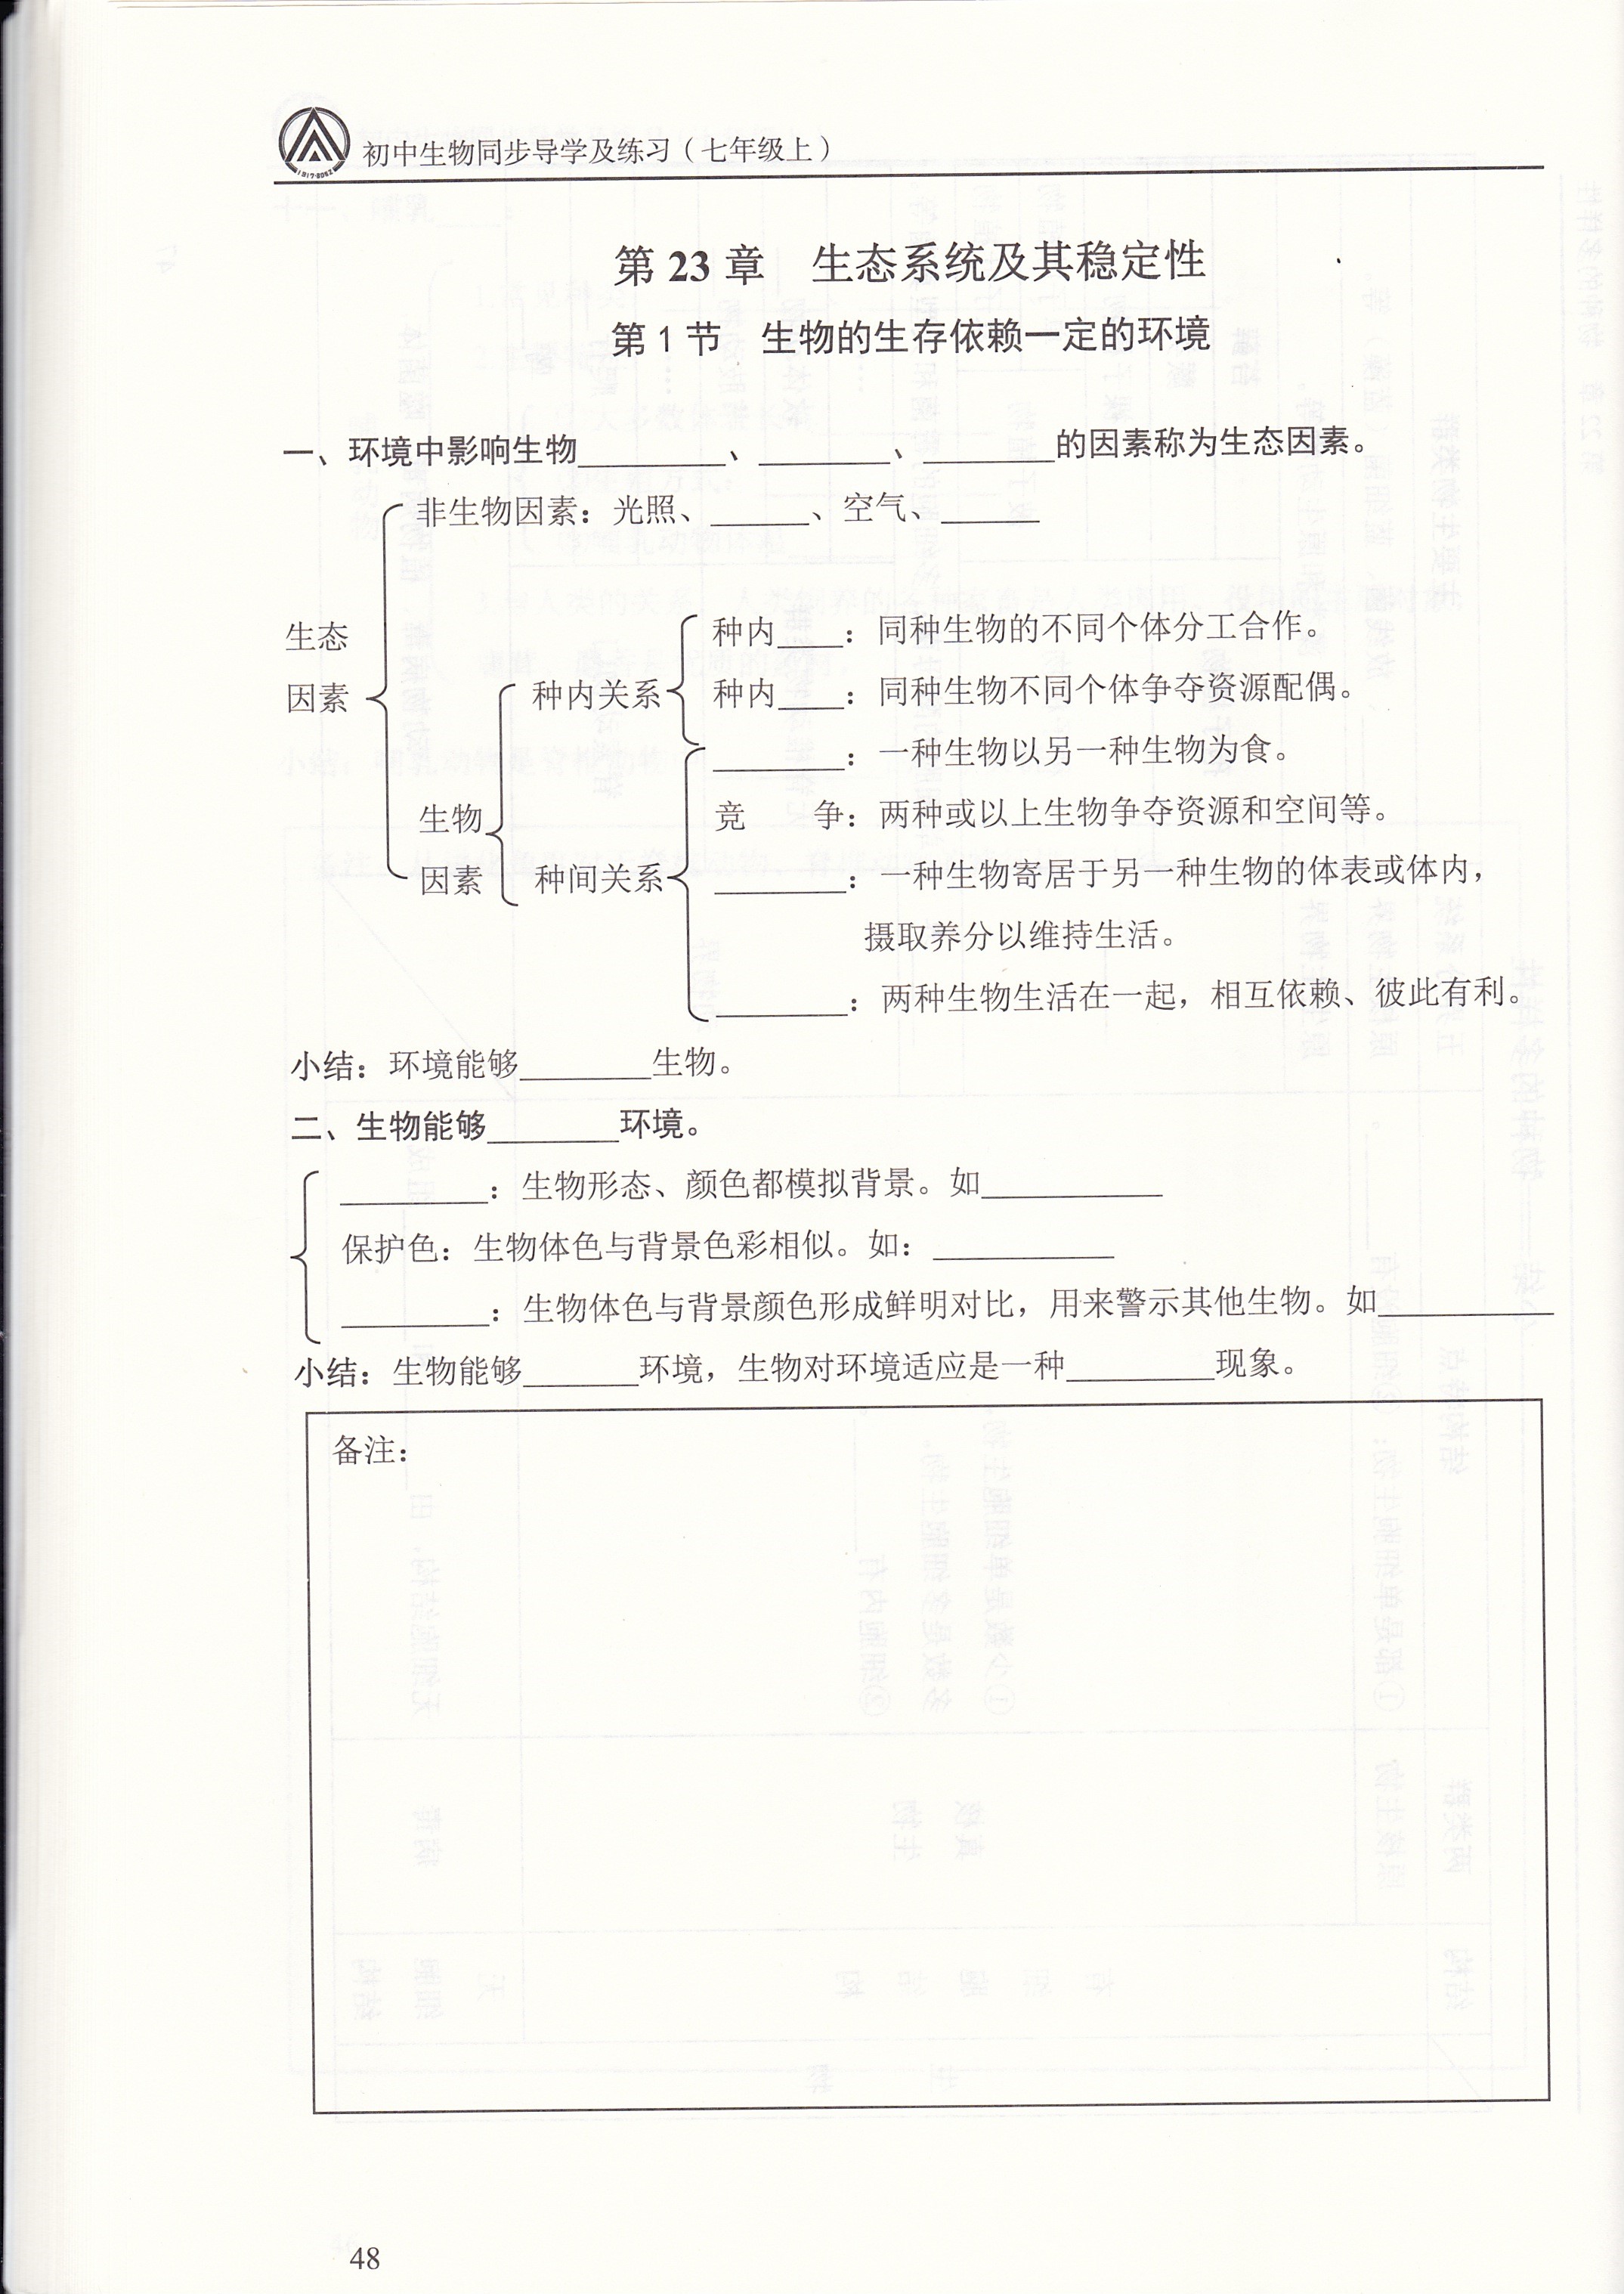 初中生物同步导学及练习（七年级上）
第 23 章　生态系统及其稳定性
第 1 节　生物的生存依赖一定的环境
一、环境中影响生物________、________、________的因素称为生态因素。
非生物因素：光照、______、空气、______
生态
因素
种内____：同种生物的不同个体分工合作。
种内____：同种生物不同个体争夺资源配偶。
种内关系
________：一种生物以另一种生物为食。
生物
因素
竞　　争：两种或以上生物争夺资源和空间等。
种间关系
________：一种生物寄居于另一种生物的体表或体内，
摄取养分以维持生活。
________：两种生物生活在一起，相互依赖、彼此有利。
小结：环境能够________生物。
二、生物能够________环境。
________：生物形态、颜色都模拟背景。如__________
保护色：生物体色与背景色彩相似。如：__________
________：生物体色与背景颜色形成鲜明对比，用来警示其他生物。如__________
小结：生物能够_______环境，生物对环境适应是一种________现象。
备注：
48